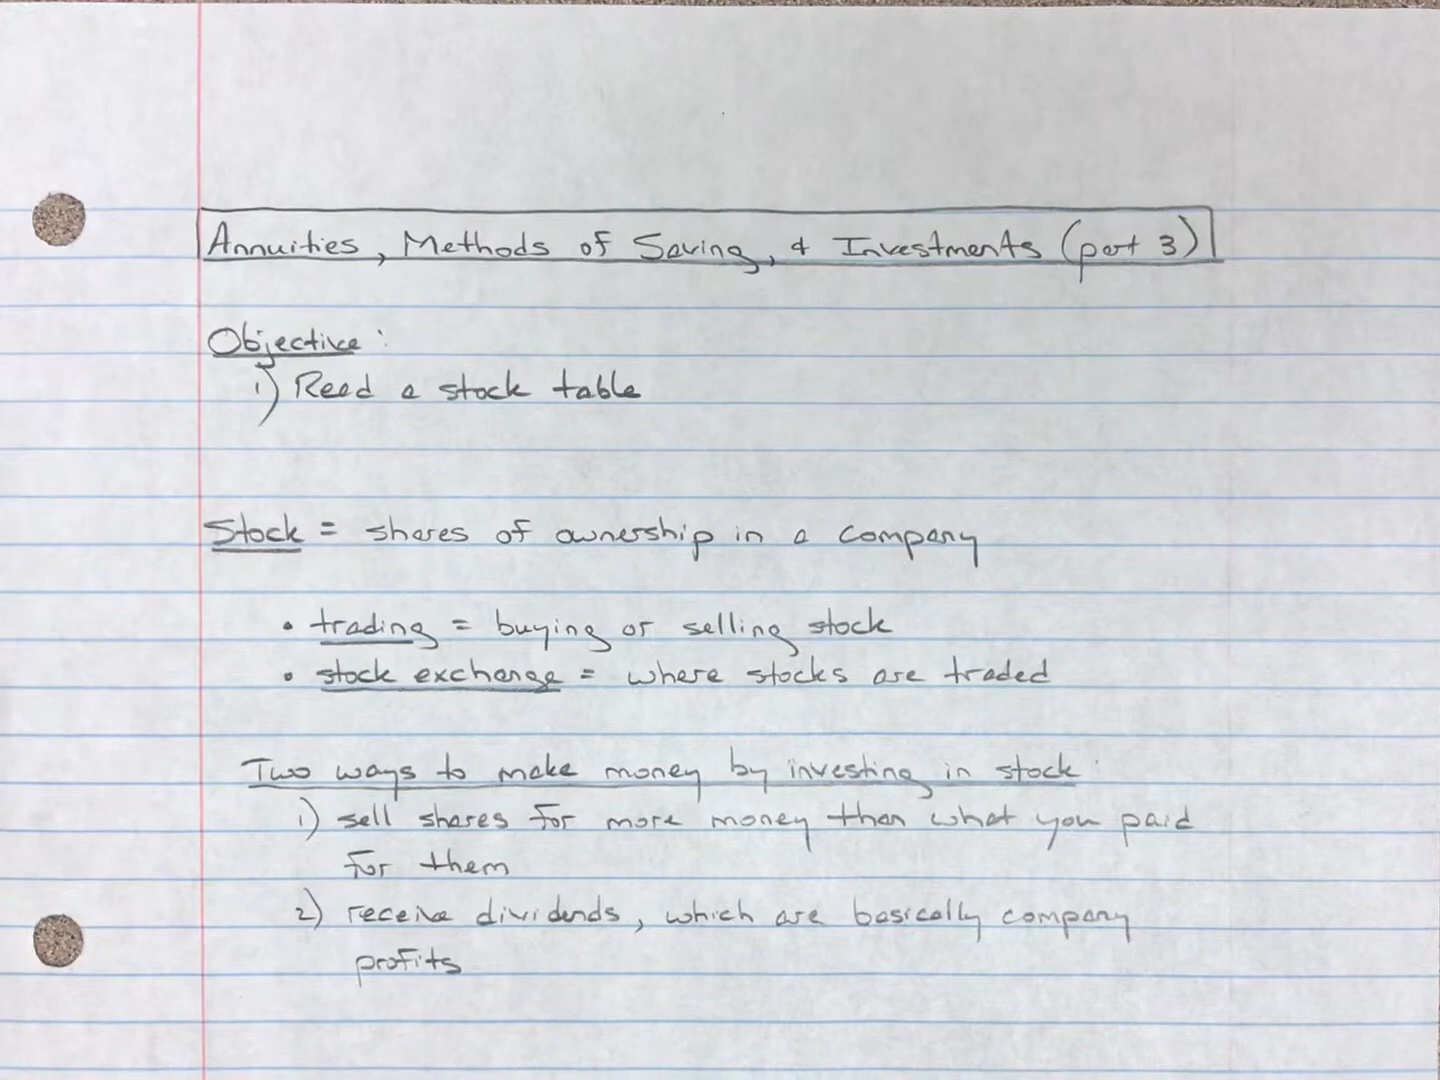 Annuities, Methods of Saving, & Investments (part 3)
Objective:
1) Read a stock table
Stock = shares of ownership in a company
• trading = buying or selling stock
• stock exchange = where stocks are traded
Two ways to make money by investing in stock:
1) sell shares for more money than what you paid
for them
2) receive dividends, which are basically company
profits